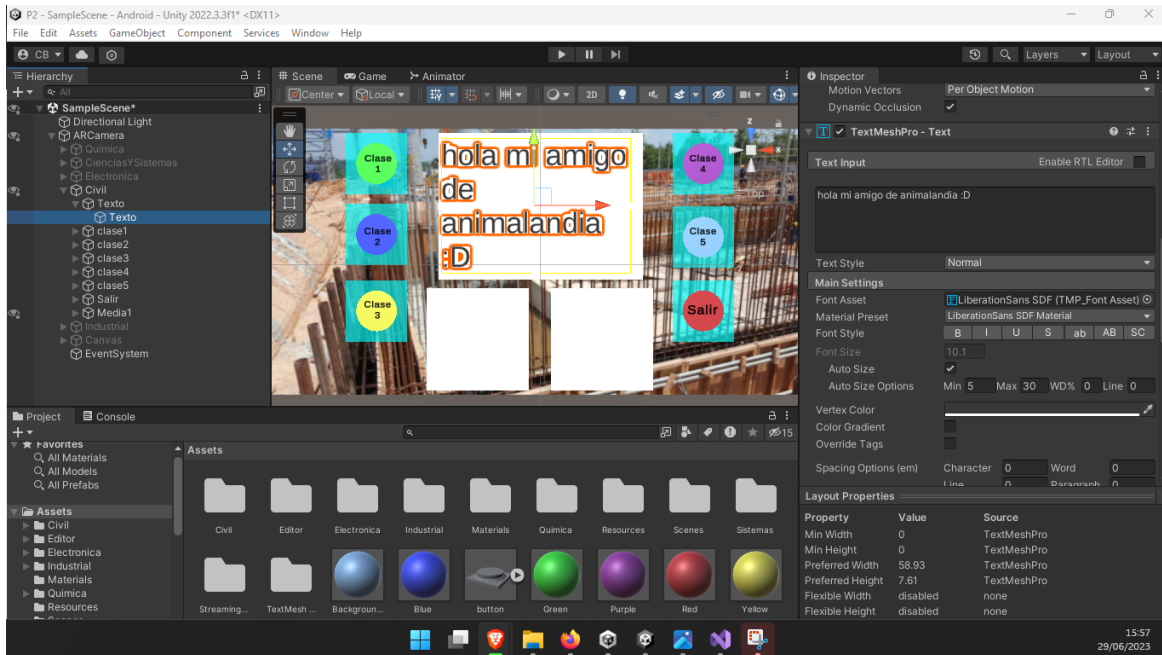 P2 - SampleScene - Android - Unity 2022.3.3f1* <DX11>
File Edit Assets GameObject Component Services Window Help
CB
Layers Layout
Hierarchy
All
SampleScene*
Directional Light
ARCamera
Quimica
CienciasYSistemas
Electronica
Civil
Texto
Texto
clase1
clase2
clase3
clase4
clase5
Salir
Media1
Industrial
Canvas
EventSystem
Scene Game Animator
Center Local 2D
Clase
1
Clase
2
Clase
3
hola mi amigo
de
animalandia
:D
Clase
4
Clase
5
Salir
z
x
Top
Inspector
Motion Vectors Per Object Motion
Dynamic Occlusion
TextMeshPro - Text
Text Input Enable RTL Editor
hola mi amigo de animalandia :D
Text Style Normal
Main Settings
Font Asset LiberationSans SDF (TMP_Font Asset)
Material Preset LiberationSans SDF Material
Font Style B I U S ab AB SC
Font Size 10.1
Auto Size
Auto Size Options Min 5 Max 30 WD% 0 Line 0
Vertex Color
Color Gradient
Override Tags
Spacing Options (em) Character 0 Word 0
Line 0 Paragraph 0
Layout Properties
Property Value Source
Min Width 0 TextMeshPro
Min Height 0 TextMeshPro
Preferred Width 58.93 TextMeshPro
Preferred Height 7.61 TextMeshPro
Flexible Width disabled none
Flexible Height disabled none
Project Console
15
Favorites
All Materials
All Models
All Prefabs
Assets
Civil
Editor
Electronica
Industrial
Materials
Quimica
Resources
Assets
Civil Editor Electronica Industrial Materials Quimica Resources Scenes Sistemas
Streaming... TextMesh ... Backgroun... Blue button Green Purple Red Yellow
15:57
29/06/2023